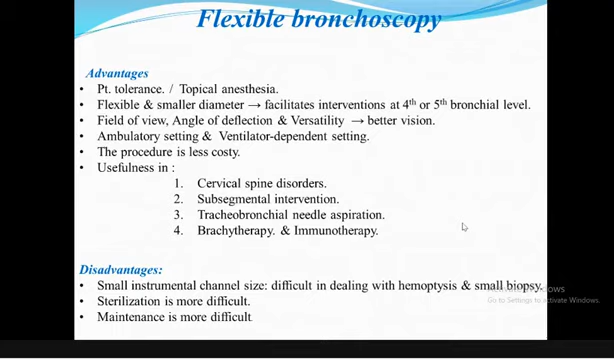 Flexible bronchoscopy
Advantages
• Pt. tolerance. / Topical anesthesia.
• Flexible & smaller diameter → facilitates interventions at 4th or 5th bronchial level.
• Field of view, Angle of deflection & Versatility → better vision.
• Ambulatory setting & Ventilator-dependent setting.
• The procedure is less costy.
• Usefulness in :
1. Cervical spine disorders.
2. Subsegmental intervention.
3. Tracheobronchial needle aspiration.
4. Brachytherapy. & Immunotherapy.
Disadvantages:
• Small instrumental channel size: difficult in dealing with hemoptysis & small biopsy.
• Sterilization is more difficult.
• Maintenance is more difficult
Go to Settings to activate Windows.